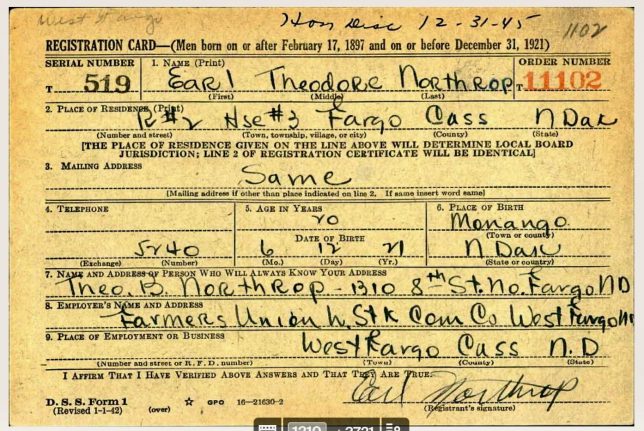 West Fargo
Hon Disc 12-31-45
1102
REGISTRATION CARD—(Men born on or after February 17, 1897 and on or before December 31, 1921)
SERIAL NUMBER 1. NAME (Print) ORDER NUMBER
T 519 Earl Theodore Northrop T 11102
(First) (Middle) (Last)
2. PLACE OF RESIDENCE (Print)
R#2 Hse#3 Fargo Cass N Dak
(Number and street) (Town, township, village, or city) (County) (State)
[THE PLACE OF RESIDENCE GIVEN ON THE LINE ABOVE WILL DETERMINE LOCAL BOARD
JURISDICTION; LINE 2 OF REGISTRATION CERTIFICATE WILL BE IDENTICAL]
3. MAILING ADDRESS
Same
[Mailing address if other than place indicated on line 2. If same insert word same]
4. TELEPHONE 5. AGE IN YEARS 6. PLACE OF BIRTH
20 Monango
DATE OF BIRTH (Town or county)
5240 6 12 21 N Dak
(Exchange) (Number) (Mo.) (Day) (Yr.) (State or country)
7. NAME AND ADDRESS OF PERSON WHO WILL ALWAYS KNOW YOUR ADDRESS
Theo. B. Northrop - 1310 8th St. No. Fargo ND
8. EMPLOYER'S NAME AND ADDRESS
Farmers Union L. Stk Com Co West Fargo ND
9. PLACE OF EMPLOYMENT OR BUSINESS
West Fargo Cass N.D
(Number and street or R. F. D. number) (Town) (County) (State)
I AFFIRM THAT I HAVE VERIFIED ABOVE ANSWERS AND THAT THEY ARE TRUE.
D. S. S. Form 1
(Revised 1-1-42) (over) ☆ GPO 16—21630-2 Earl Northrop
(Registrant's signature)